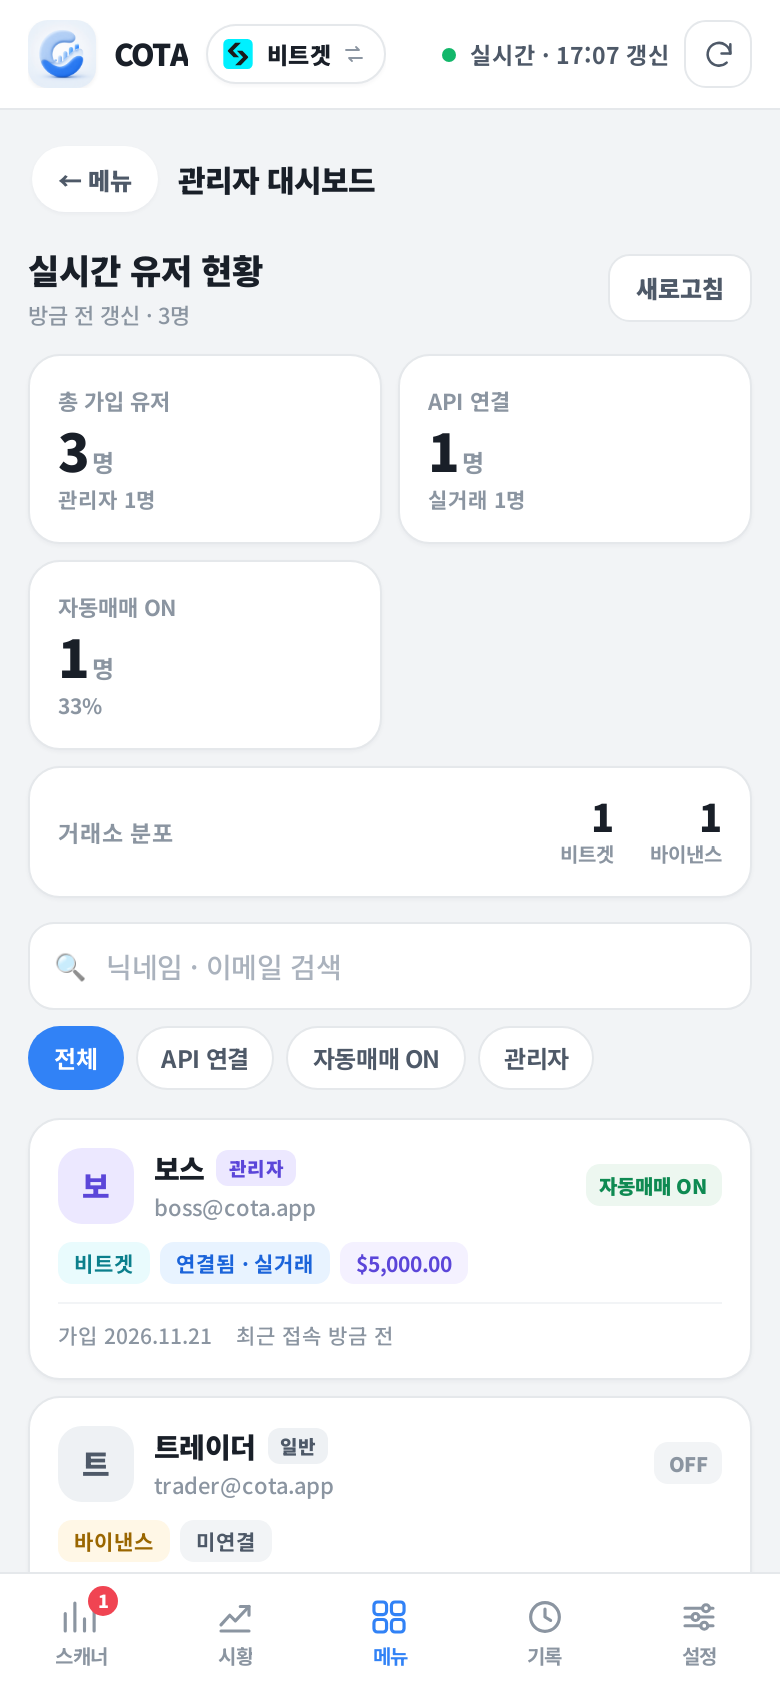 COTA 비트겟 실시간 · 17:07 갱신
← 메뉴 관리자 대시보드
실시간 유저 현황
방금 전 갱신 · 3명
새로고침
총 가입 유저
3명
관리자 1명
API 연결
1명
실거래 1명
자동매매 ON
1명
33%
거래소 분포
1 비트겟
1 바이낸스
닉네임 · 이메일 검색
전체 API 연결 자동매매 ON 관리자
보 보스 관리자
boss@cota.app
자동매매 ON
비트겟 연결됨 · 실거래 $5,000.00
가입 2026.11.21 최근 접속 방금 전
트 트레이더 일반
trader@cota.app
OFF
바이낸스 미연결
1
스캐너 시황 메뉴 기록 설정